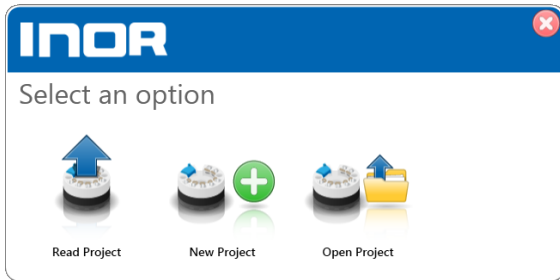 INOR
Select an option
Read Project
New Project
Open Project